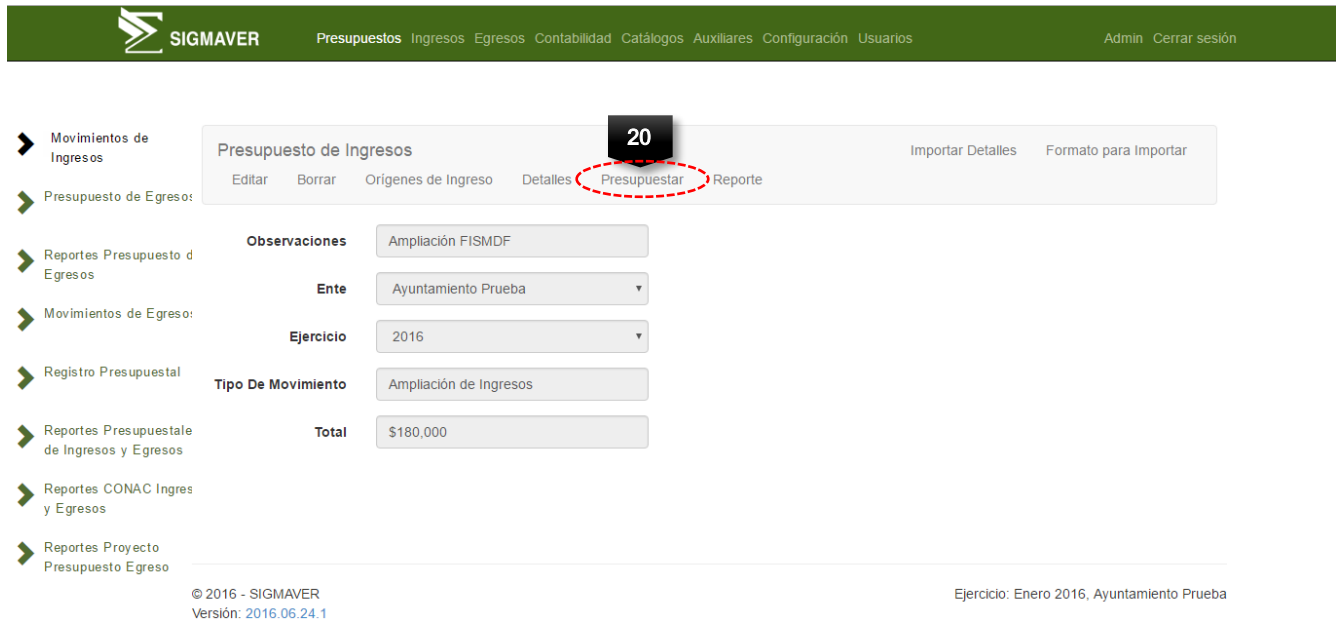 SIGMAVER
Presupuestos Ingresos Egresos Contabilidad Catálogos Auxiliares Configuración Usuarios
Admin Cerrar sesión
Movimientos de
Ingresos
Presupuesto de Egresos
Reportes Presupuesto d
Egresos
Movimientos de Egresos
Registro Presupuestal
Reportes Presupuestale
de Ingresos y Egresos
Reportes CONAC Ingres
y Egresos
Reportes Proyecto
Presupuesto Egreso
Presupuesto de Ingresos
20
Importar Detalles Formato para Importar
Editar Borrar Orígenes de Ingreso Detalles Presupuestar Reporte
Observaciones Ampliación FISMDF
Ente Ayuntamiento Prueba
Ejercicio 2016
Tipo De Movimiento Ampliación de Ingresos
Total $180,000
© 2016 - SIGMAVER
Versión: 2016.06.24.1
Ejercicio: Enero 2016, Ayuntamiento Prueba